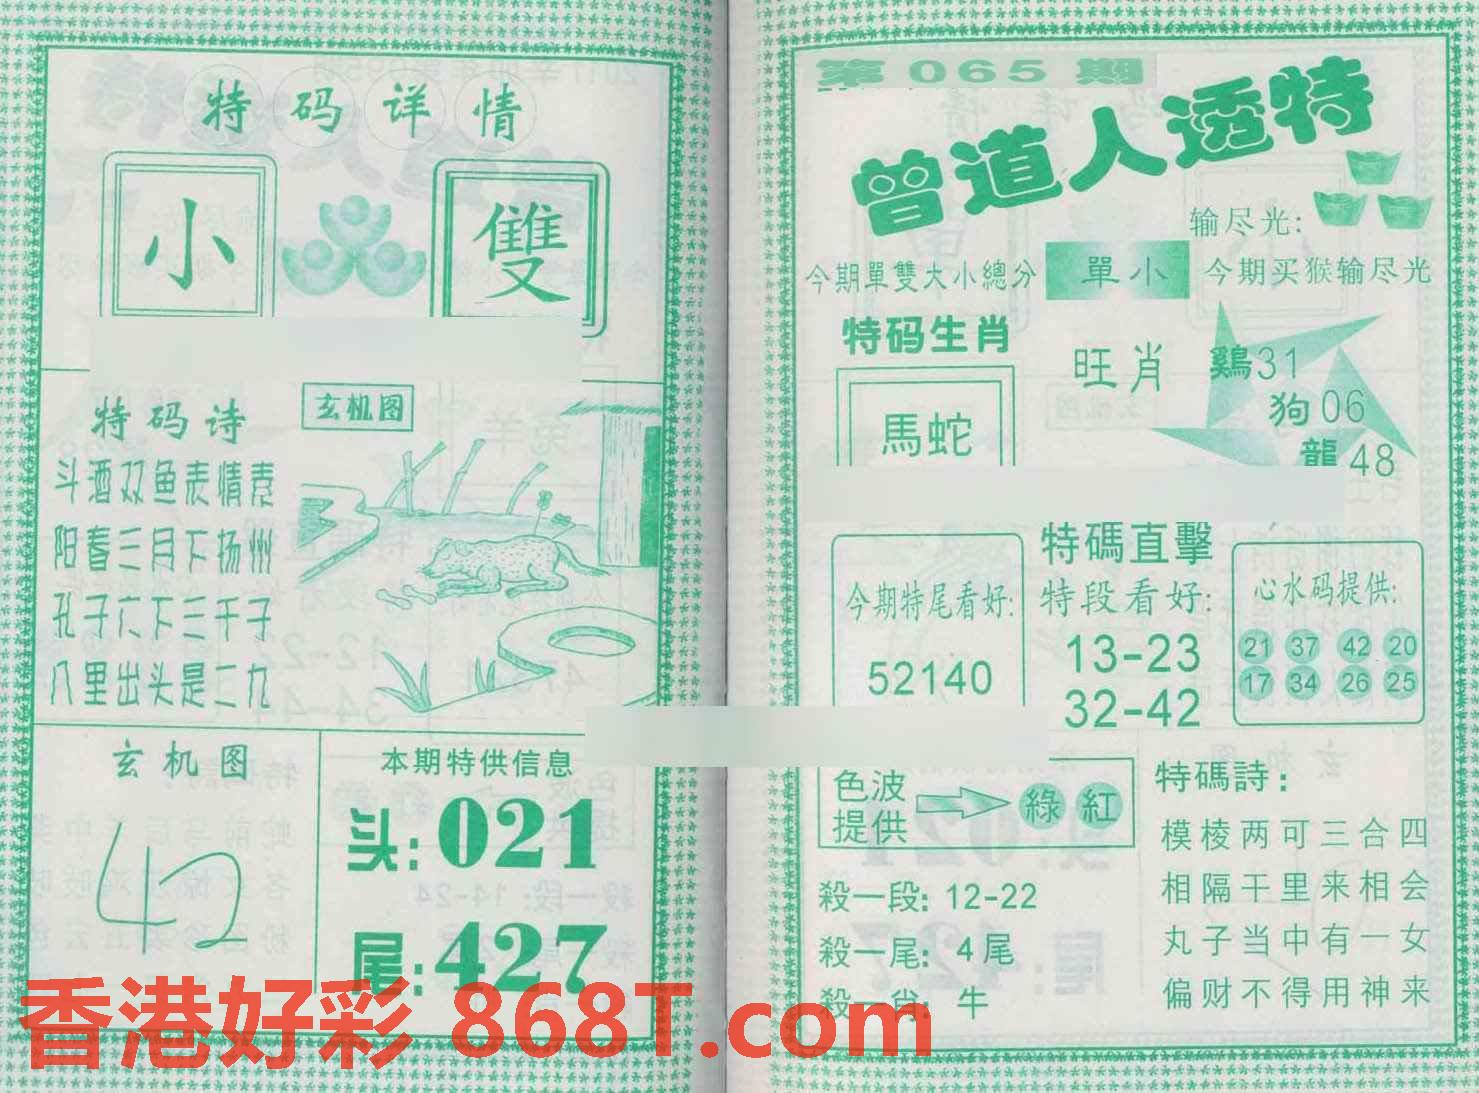 特码详情
小
雙
特码诗
斗酒双鱼表情素
阳春三月下扬州
孔子六下三千子
八里出头是二九
玄机图
玄机图
42
本期特供信息
头:021
尾:427
第065期
曾道人透特
输尽光:
今期單雙大小總分
單小
今期买猴输尽光
特码生肖
馬蛇
旺肖
鷄31
狗06
龍48
今期特尾看好:
52140
特碼直擊
特段看好:
13-23
32-42
心水码提供:
21 37 42 20
17 34 26 25
色波
提供
綠 紅
殺一段: 12-22
殺一尾: 4尾
殺一肖: 牛
特碼詩:
模棱两可三合四
相隔千里来相会
丸子当中有一女
偏财不得用神来
香港好彩 868T.com